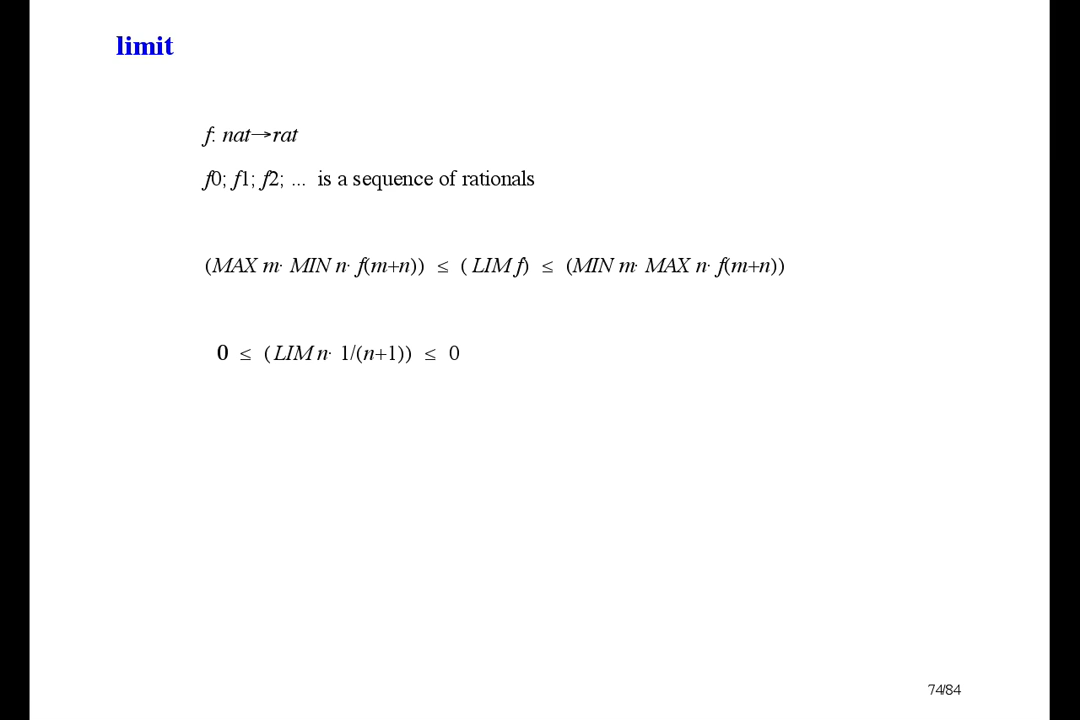 limit
f: nat→rat
f0; f1; f2; ... is a sequence of rationals
(MAX m· MIN n· f(m+n)) ≤ (LIM f) ≤ (MIN m· MAX n· f(m+n))
0 ≤ (LIM n· 1/(n+1)) ≤ 0
74/84